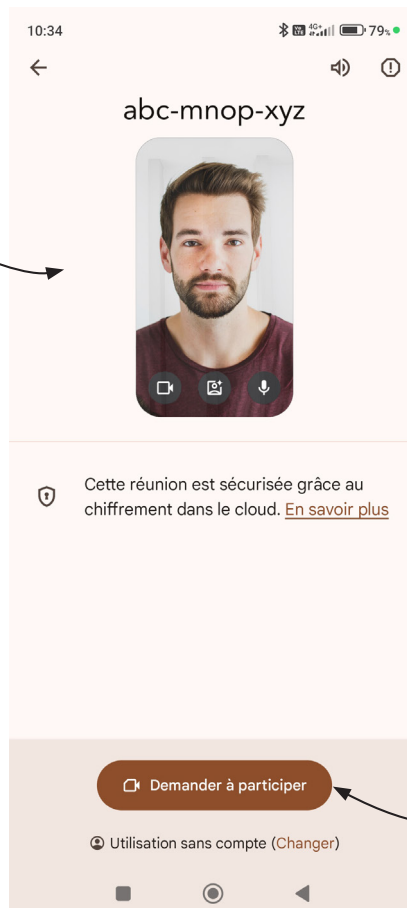 10:34
4G+ 79%
abc-mnop-xyz
Cette réunion est sécurisée grâce au
chiffrement dans le cloud. En savoir plus
Demander à participer
Utilisation sans compte (Changer)